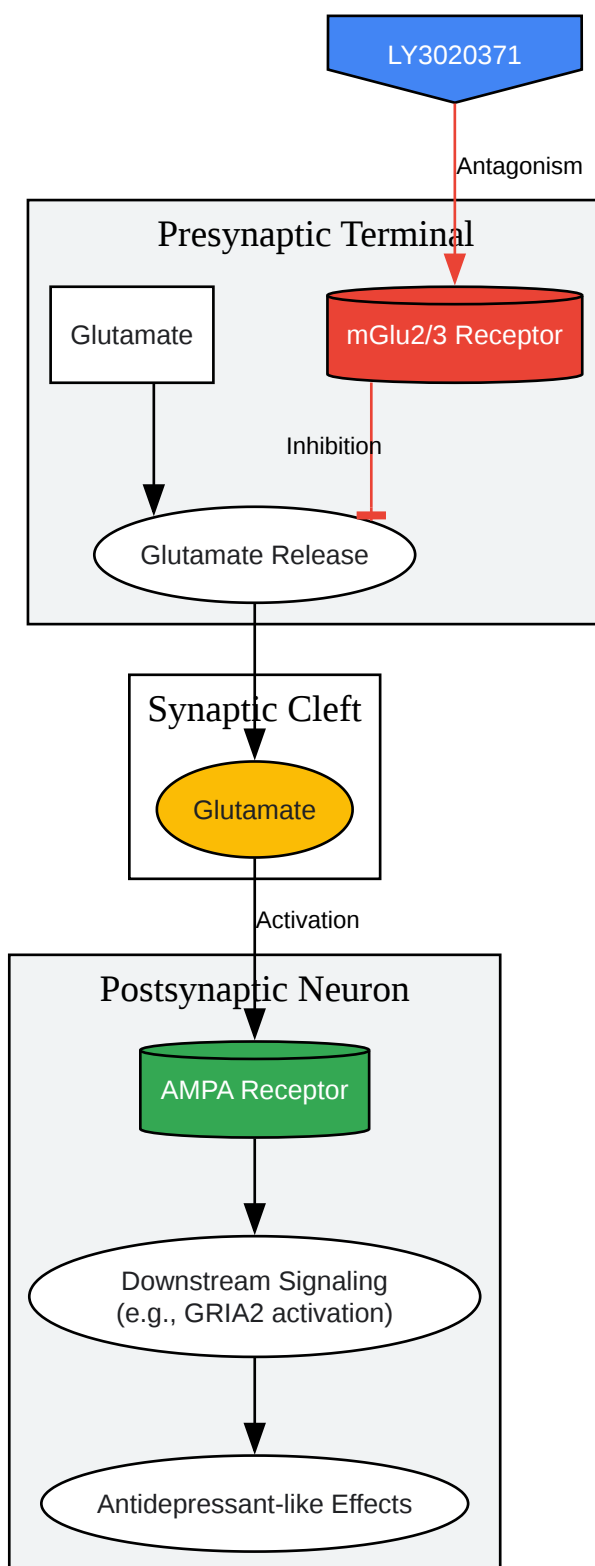 LY3020371
Antagonism
Presynaptic Terminal
Glutamate
mGlu2/3 Receptor
Inhibition
Glutamate Release
Synaptic Cleft
Glutamate
Activation
Postsynaptic Neuron
AMPA Receptor
Downstream Signaling
(e.g., GRIA2 activation)
Antidepressant-like Effects